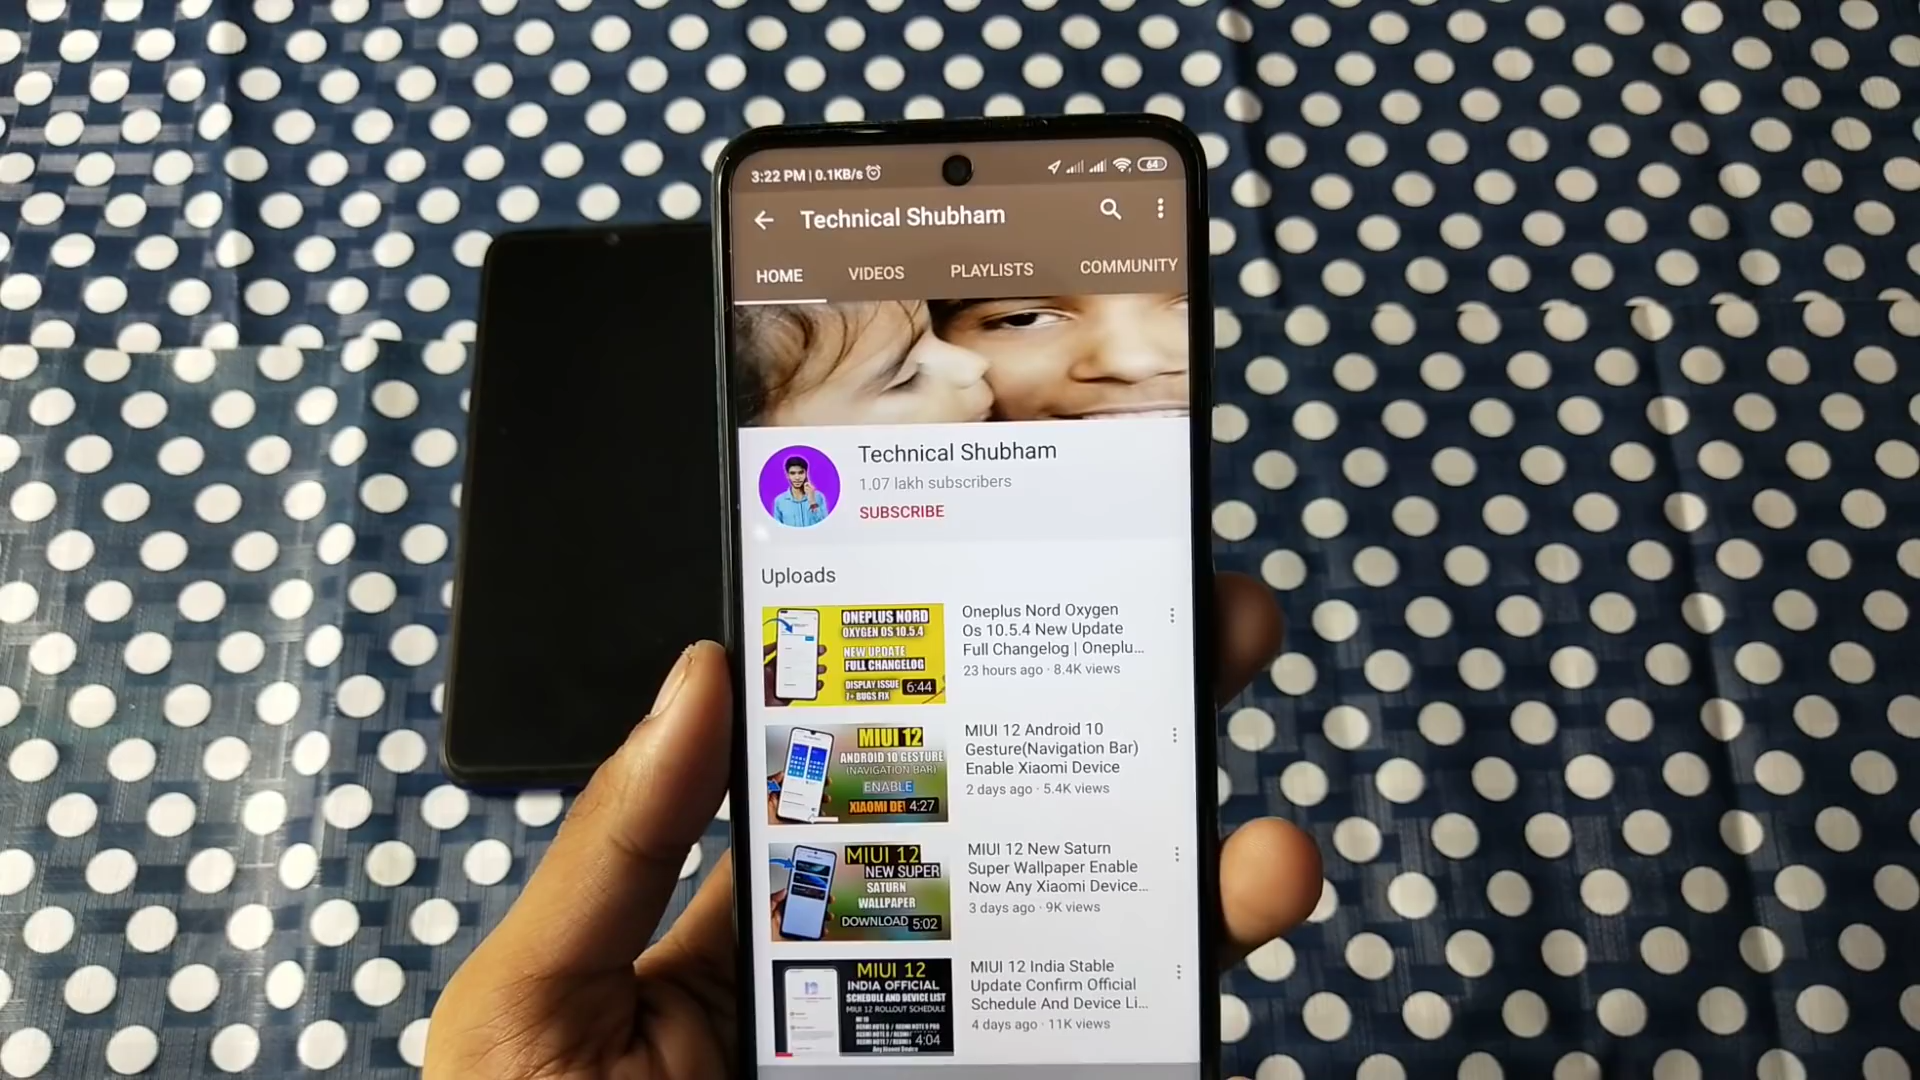 3:22 PM | 0.1KB/s
64
Technical Shubham
HOME
VIDEOS
PLAYLISTS
COMMUNITY
Technical Shubham
1.07 lakh subscribers
SUBSCRIBE
Uploads
ONEPLUS NORD
OXYGEN OS 10.5.4
NEW UPDATE
FULL CHANGELOG
DISPLAY ISSUE
7+ BUGS FIX
6:44
Oneplus Nord Oxygen
Os 10.5.4 New Update
Full Changelog | Oneplu...
23 hours ago · 8.4K views
MIUI 12
ANDROID 10 GESTURE
(NAVIGATION BAR)
ENABLE
XIAOMI DE
4:27
MIUI 12 Android 10
Gesture(Navigation Bar)
Enable Xiaomi Device
2 days ago · 5.4K views
MIUI 12
NEW SUPER
SATURN
WALLPAPER
DOWNLOAD
5:02
MIUI 12 New Saturn
Super Wallpaper Enable
Now Any Xiaomi Device...
3 days ago · 9K views
MIUI 12
INDIA OFFICIAL
SCHEDULE AND DEVICE LIST
MIUI 12 ROLLOUT SCHEDULE
Any Xiaomi Device
4:04
MIUI 12 India Stable
Update Confirm Official
Schedule And Device Li...
4 days ago · 11K views